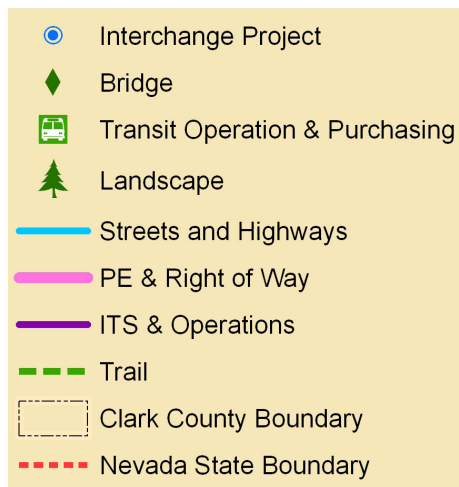 Interchange Project
Bridge
Transit Operation & Purchasing
Landscape
Streets and Highways
PE & Right of Way
ITS & Operations
Trail
Clark County Boundary
Nevada State Boundary